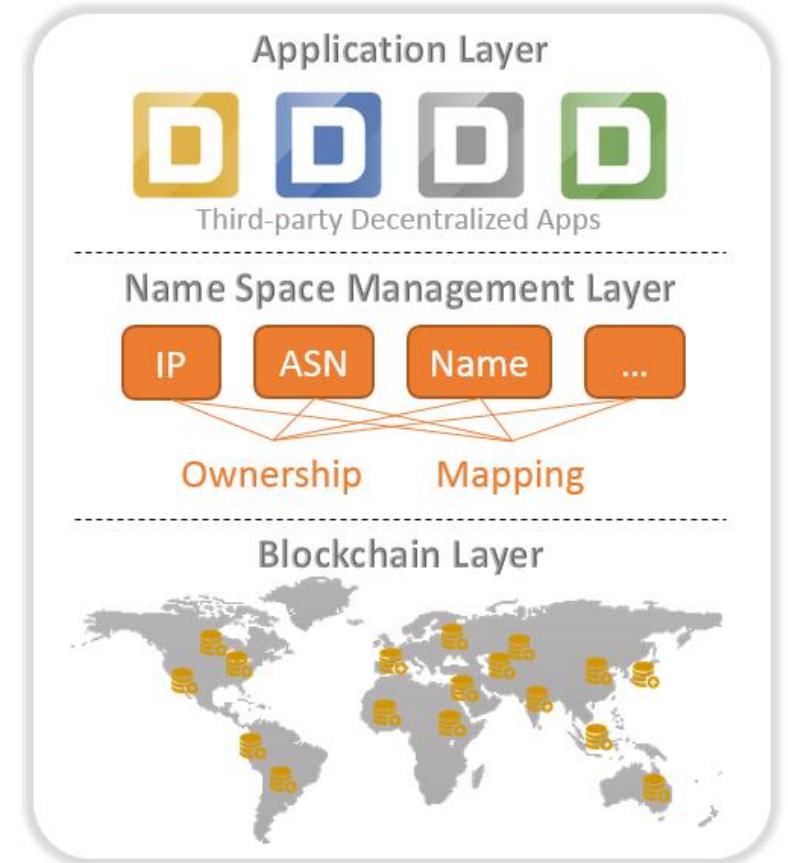 Application Layer
D D D D
Third-party Decentralized Apps
Name Space Management Layer
IP ASN Name ...
Ownership Mapping
Blockchain Layer